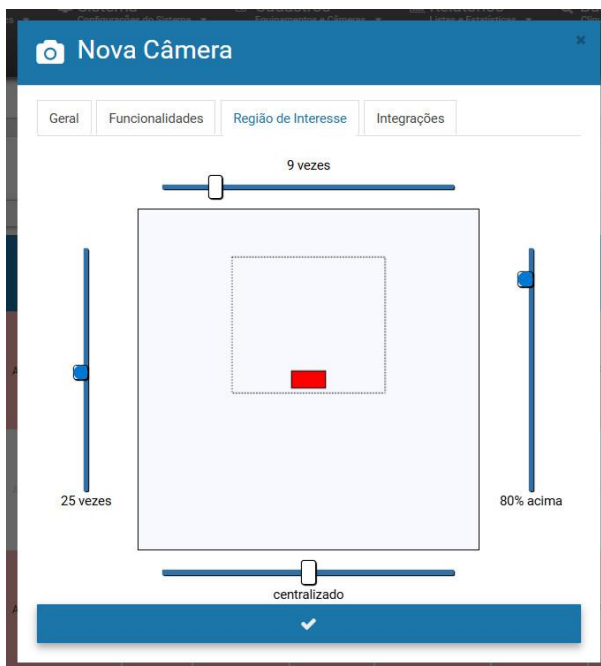 Nova Câmera
×
Geral Funcionalidades Região de Interesse Integrações
9 vezes
25 vezes
80% acima
centralizado